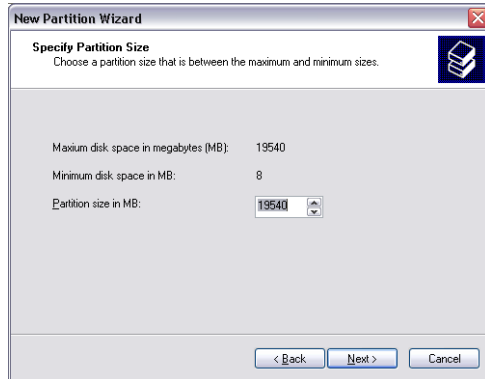 New Partition Wizard
Specify Partition Size
Choose a partition size that is between the maximum and minimum sizes.
Maxium disk space in megabytes (MB): 19540
Minimum disk space in MB: 8
Partition size in MB: 19540
< Back Next > Cancel